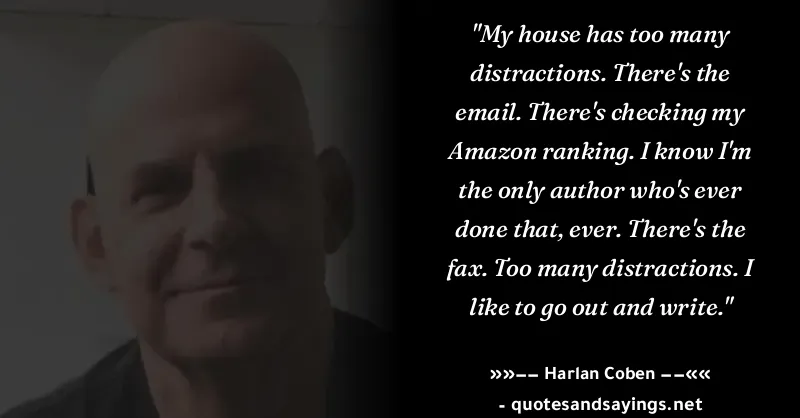 "My house has too many
distractions. There's the
email. There's checking my
Amazon ranking. I know I'm
the only author who's ever
done that, ever. There's the
fax. Too many distractions. I
like to go out and write."
»»−− Harlan Coben −−««
- quotesandsayings.net